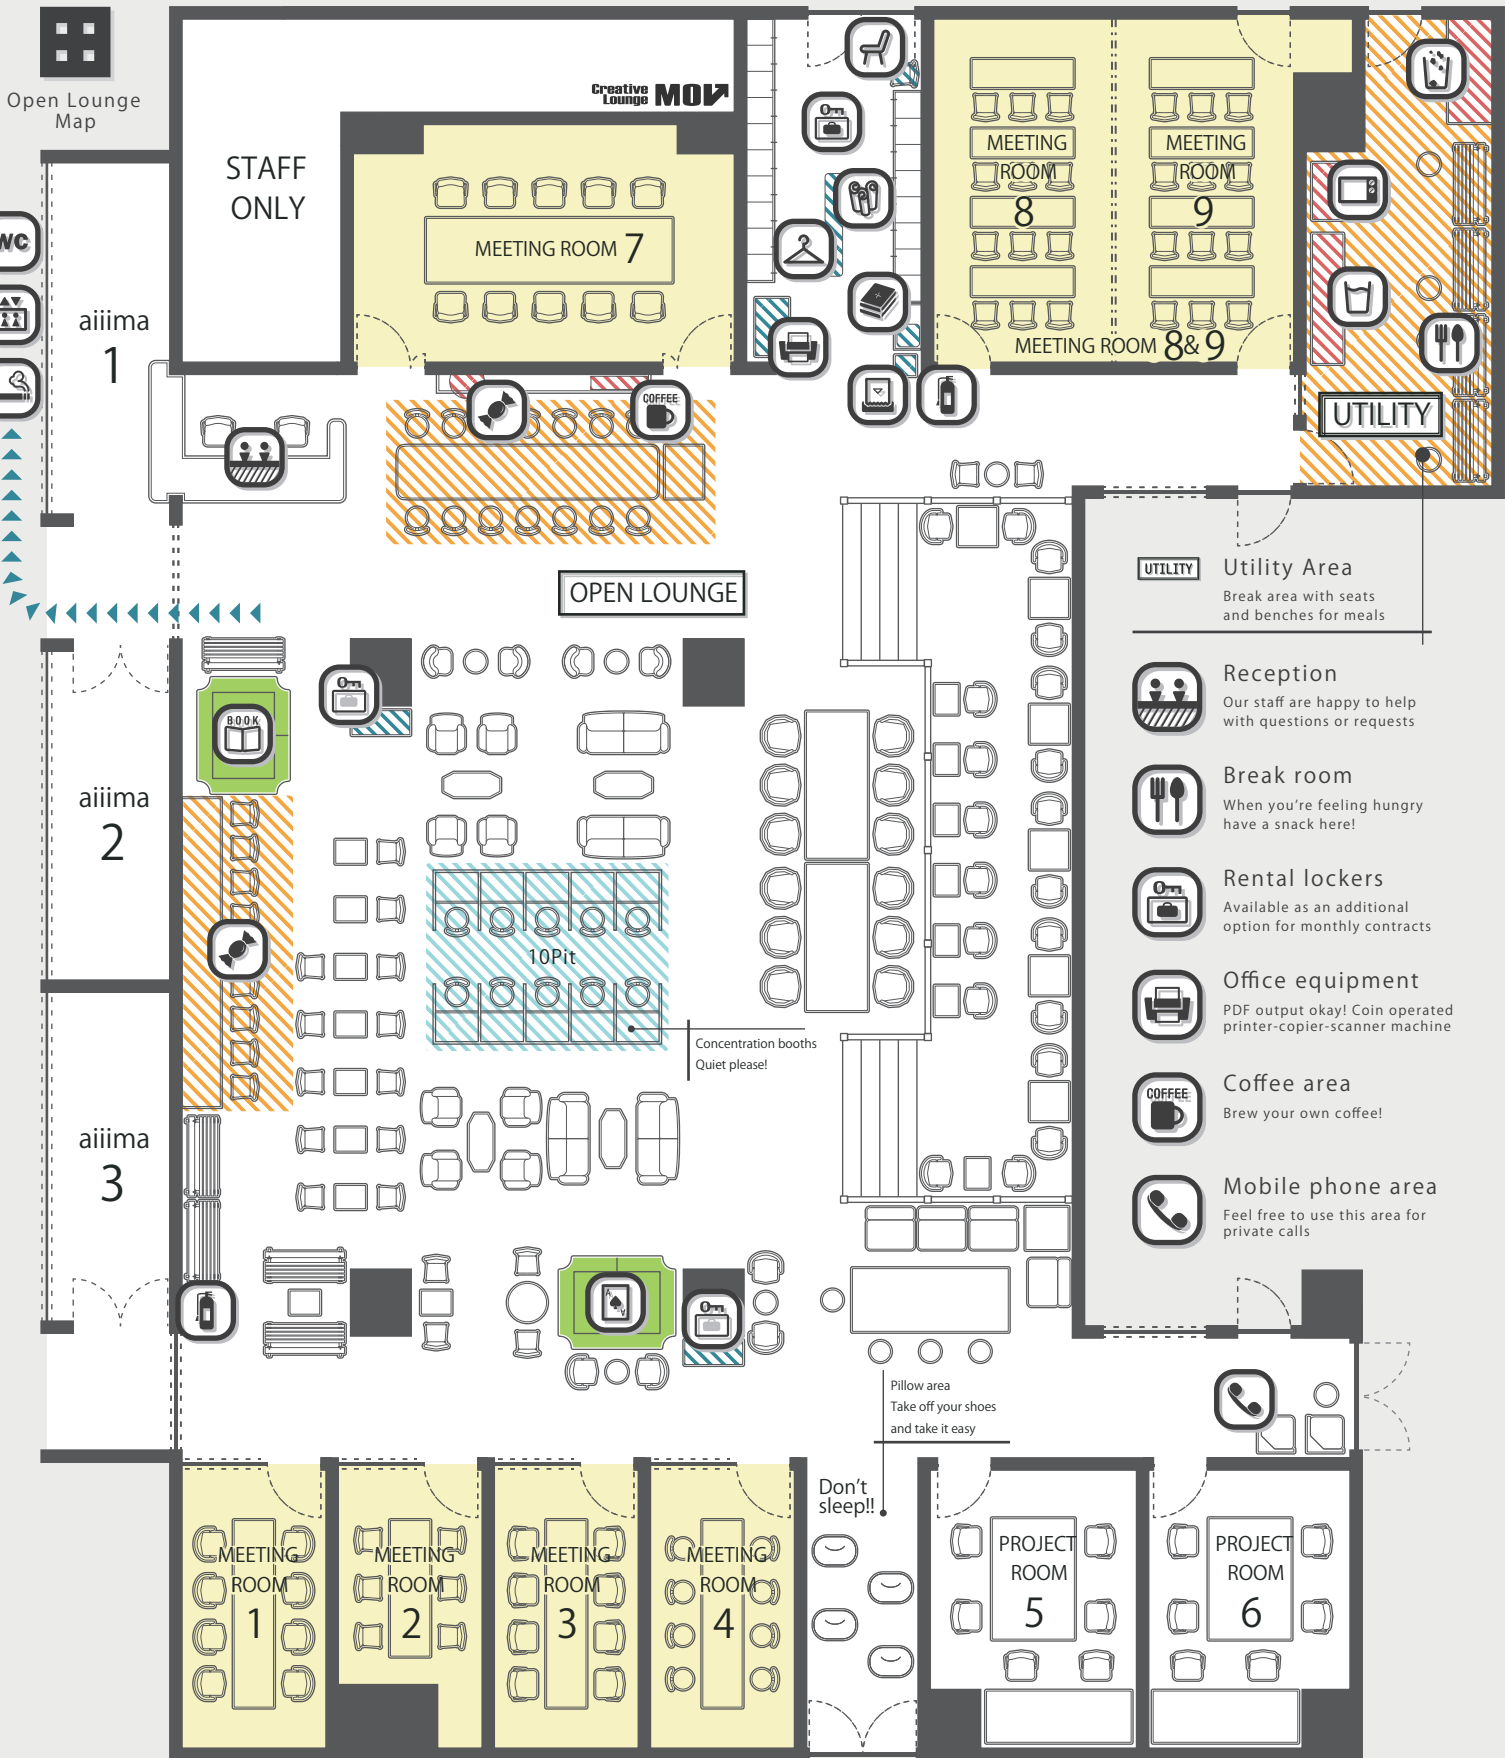 Open Lounge
Map
Creative
Lounge MOV
STAFF
ONLY
MEETING ROOM 7
MEETING
ROOM
8
MEETING
ROOM
9
MEETING ROOM 8&9
WC
aiiima
1
COFFEE
UTILITY
OPEN LOUNGE
BOOK
aiiima
2
10Pit
Concentration booths
Quiet please!
aiiima
3
A
A
UTILITY
Utility Area
Break area with seats
and benches for meals
Reception
Our staff are happy to help
with questions or requests
Break room
When you're feeling hungry
have a snack here!
Rental lockers
Available as an additional
option for monthly contracts
Office equipment
PDF output okay! Coin operated
printer-copier-scanner machine
COFFEE
Coffee area
Brew your own coffee!
Mobile phone area
Feel free to use this area for
private calls
Pillow area
Take off your shoes
and take it easy
Don't
sleep!!
MEETING
ROOM
1
MEETING
ROOM
2
MEETING
ROOM
3
MEETING
ROOM
4
PROJECT
ROOM
5
PROJECT
ROOM
6